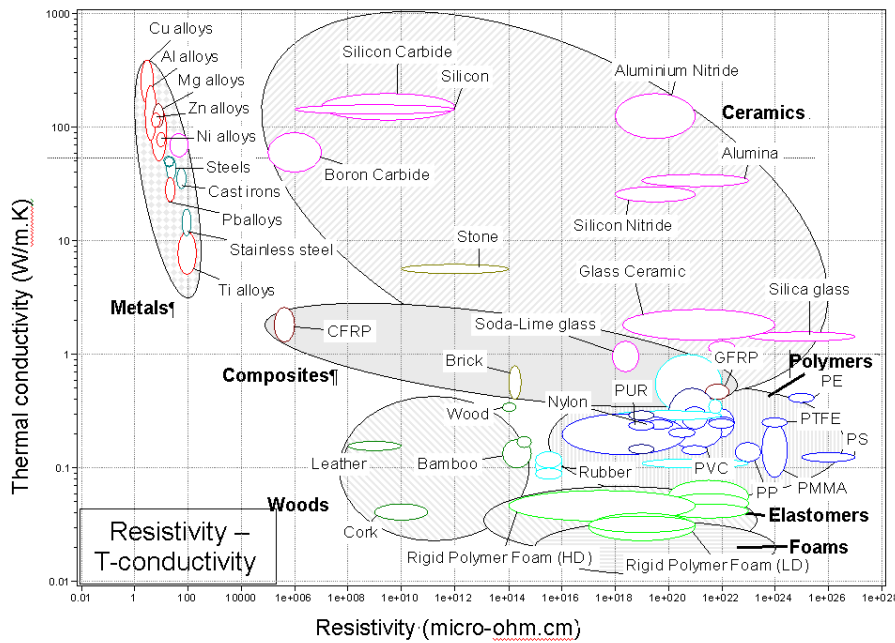 1000
100
10
1
0.1
0.01
Thermal conductivity (W/m.K)
Cu alloys
Al alloys
Mg alloys
Zn alloys
Ni alloys
Steels
Cast irons
Pb alloys
Stainless steel
Ti alloys
Metals¶
Silicon Carbide
Silicon
Boron Carbide
Aluminium Nitride
Ceramics
Alumina
Silicon Nitride
Stone
Glass Ceramic
Silica glass
Soda-Lime glass
CFRP
Composites¶
Brick
GFRP
Polymers
PE
PUR
Nylon
Wood
PTFE
PS
Leather
Bamboo
Rubber
PVC
PP
PMMA
Woods
Cork
Elastomers
Foams
Rigid Polymer Foam (HD)
Rigid Polymer Foam (LD)
Resistivity –
T-conductivity
0.01
1
100
1e+006
1e+010
1e+014
1e+016
1e+018
1e+020
1e+022
1e+024
1e+026
1e+028
Resistivity (micro-ohm.cm)